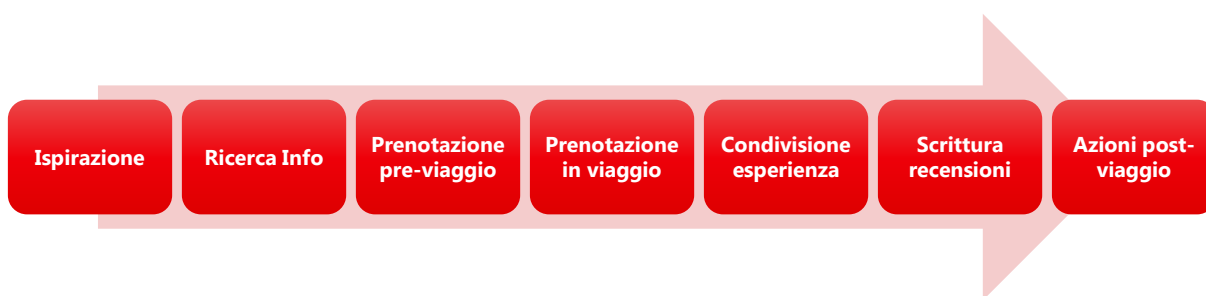 Ispirazione
Ricerca Info
Prenotazione
pre-viaggio
Prenotazione
in viaggio
Condivisione
esperienza
Scrittura
recensioni
Azioni post-
viaggio